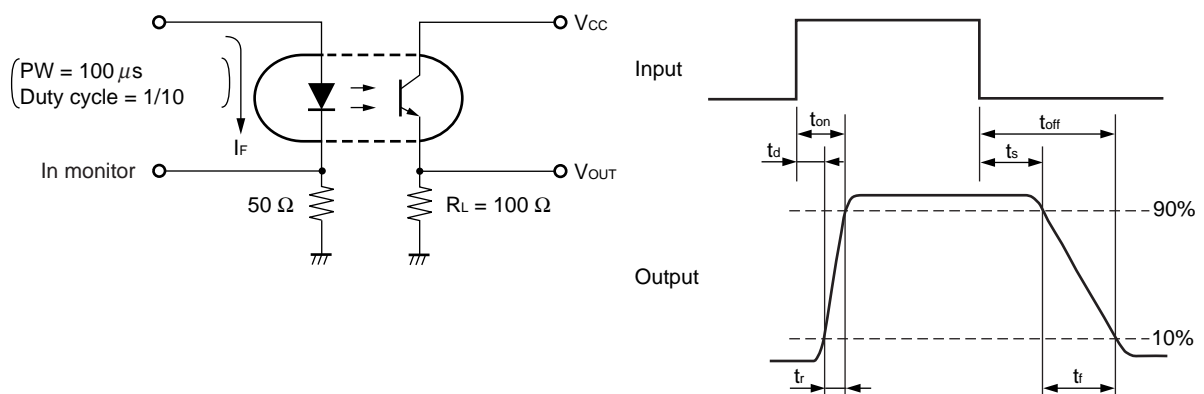 VCC
PW = 100 μs
Duty cycle = 1/10
IF
In monitor
VOUT
50 Ω
RL = 100 Ω
Input
ton
toff
td
ts
90%
Output
10%
tr
tf